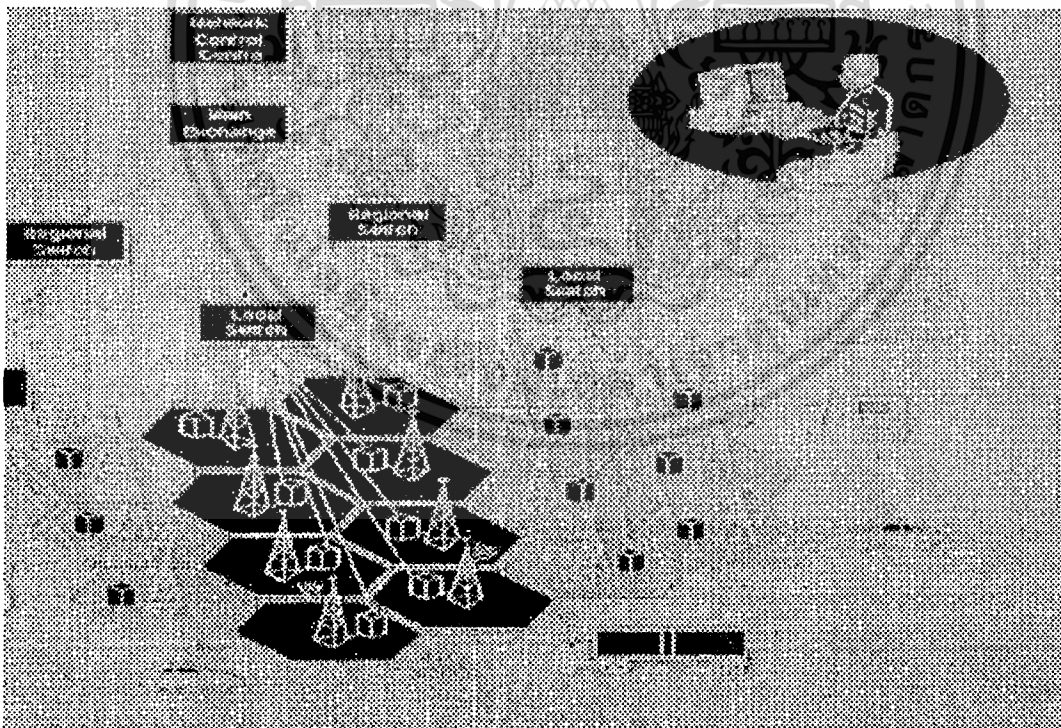 Network
Control
Centre
Main
Exchange
Regional
Switch
Regional
Switch
Local
Switch
Local
Switch